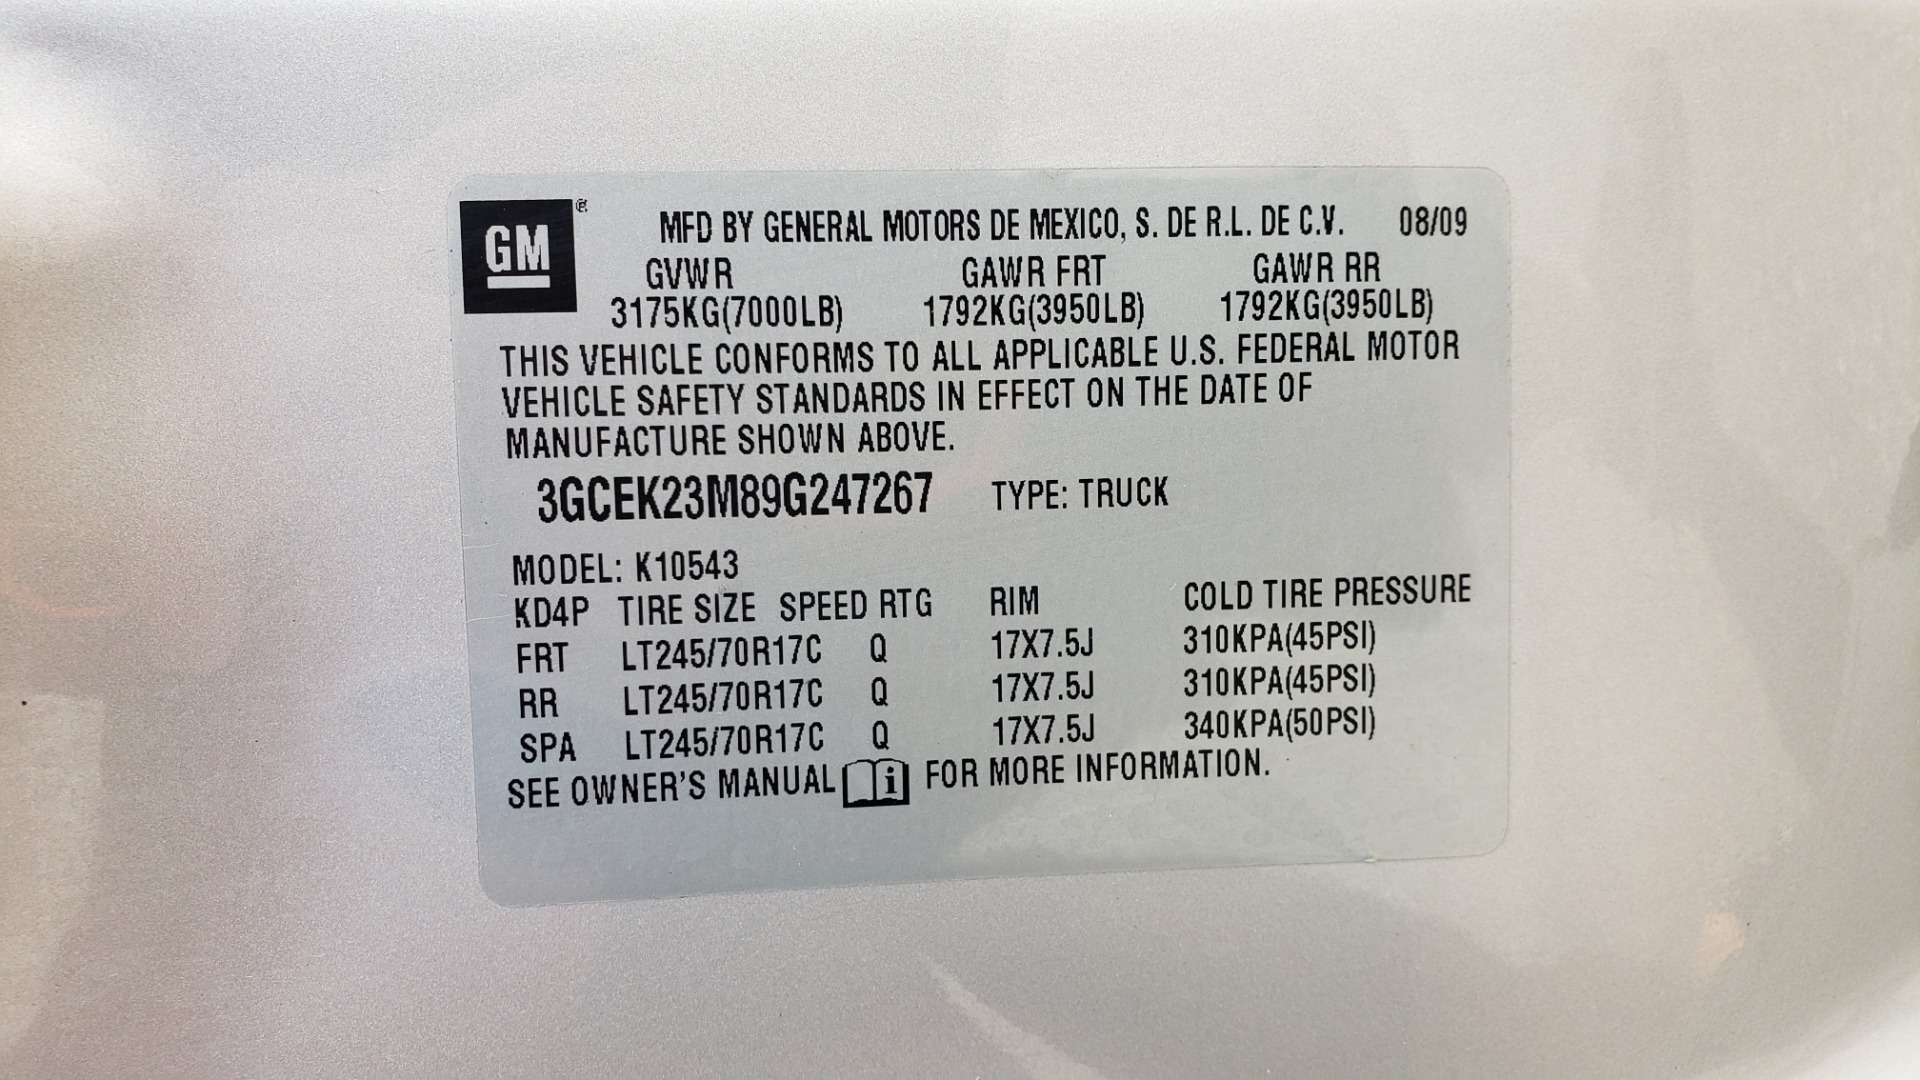 GM®
MFD BY GENERAL MOTORS DE MEXICO, S. DE R.L. DE C.V. 08/09
GVWR GAWR FRT GAWR RR
3175KG(7000LB) 1792KG(3950LB) 1792KG(3950LB)
THIS VEHICLE CONFORMS TO ALL APPLICABLE U.S. FEDERAL MOTOR
VEHICLE SAFETY STANDARDS IN EFFECT ON THE DATE OF
MANUFACTURE SHOWN ABOVE.
3GCEK23M89G247267 TYPE: TRUCK
MODEL: K10543
KD4P TIRE SIZE SPEED RTG RIM COLD TIRE PRESSURE
FRT LT245/70R17C Q 17X7.5J 310KPA(45PSI)
RR LT245/70R17C Q 17X7.5J 310KPA(45PSI)
SPA LT245/70R17C Q 17X7.5J 340KPA(50PSI)
SEE OWNER'S MANUAL i FOR MORE INFORMATION.